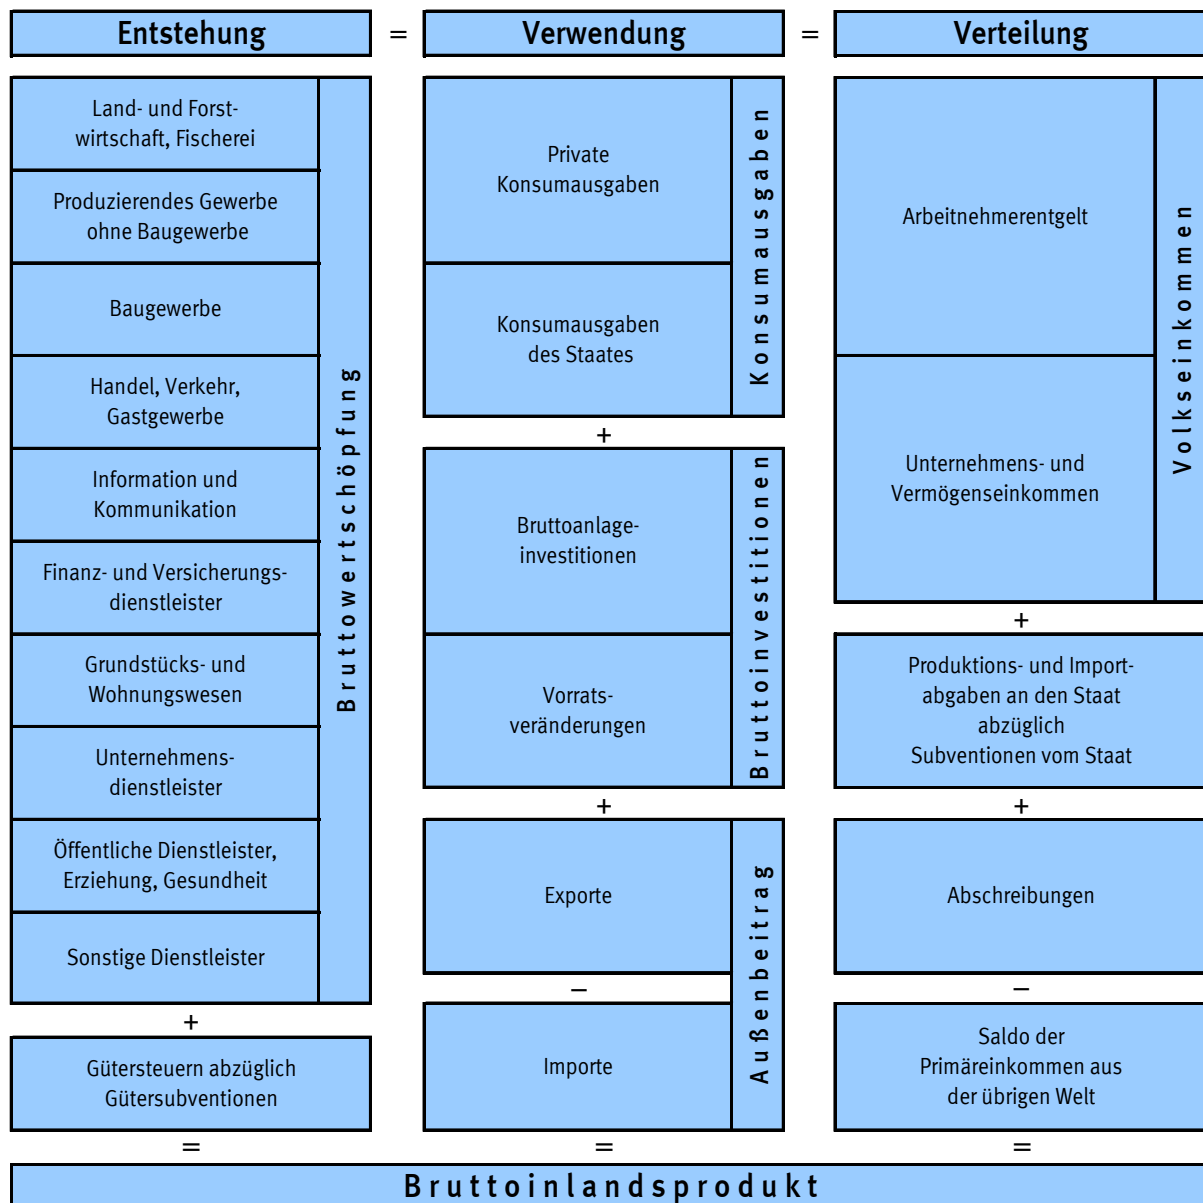 Entstehung
=
Verwendung
=
Verteilung
Land- und Forst-
wirtschaft, Fischerei
Produzierendes Gewerbe
ohne Baugewerbe
Baugewerbe
Handel, Verkehr,
Gastgewerbe
Information und
Kommunikation
Finanz- und Versicherungs-
dienstleister
Grundstücks- und
Wohnungswesen
Unternehmens-
dienstleister
Öffentliche Dienstleister,
Erziehung, Gesundheit
Sonstige Dienstleister
Bruttowertschöpfung
+
Gütersteuern abzüglich
Gütersubventionen
=
Private
Konsumausgaben
Konsumausgaben
des Staates
Konsumausgaben
+
Bruttoanlage-
investitionen
Vorrats-
veränderungen
Bruttoinvestitionen
+
Exporte
–
Importe
Außenbeitrag
=
Arbeitnehmerentgelt
Unternehmens- und
Vermögenseinkommen
Volkseinkommen
+
Produktions- und Import-
abgaben an den Staat
abzüglich
Subventionen vom Staat
+
Abschreibungen
–
Saldo der
Primäreinkommen aus
der übrigen Welt
=
Bruttoinlandsprodukt